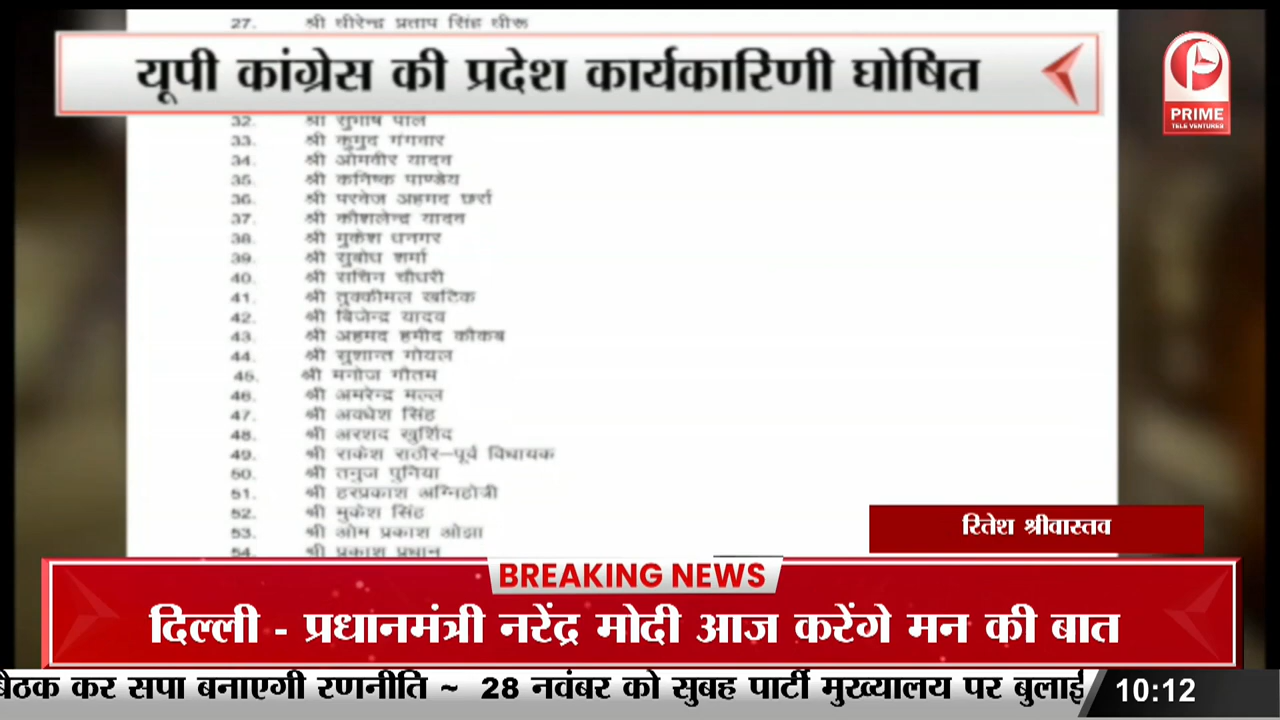 27. श्री धीरेन्द्र प्रताप सिंह धीरू
यूपी कांग्रेस की प्रदेश कार्यकारिणी घोषित
PRIME
TELE VENTURES
32. श्री सुभाष पाल
33. श्री कुमुद गंगवार
34. श्री ओमवीर यादव
35. श्री कनिष्क पाण्डेय
36. श्री परवेज अहमद छर्रा
37. श्री कौशलेन्द्र यादव
38. श्री मुकेश धनगर
39. श्री सुबोध शर्मा
40. श्री सचिन चौधरी
41. श्री तुक्कीमल खटिक
42. श्री विजेन्द्र यादव
43. श्री अहमद हमीद कौकब
44. श्री सुशान्त गोयल
45. श्री मनोज गौतम
46. श्री अमरेन्द्र मल्ल
47. श्री अवधेश सिंह
48. श्री अरशद खुर्शिद
49. श्री राकेश राठौर–पूर्व विधायक
50. श्री तनुज पुनिया
51. श्री हरप्रकाश अग्निहोत्री
52. श्री मुकेश सिंह
53. श्री ओम प्रकाश ओझा
54. श्री प्रकाश प्रधान
रितेश श्रीवास्तव
BREAKING NEWS
दिल्ली - प्रधानमंत्री नरेंद्र मोदी आज करेंगे मन की बात
बैठक कर सपा बनाएगी रणनीति ~ 28 नवंबर को सुबह पार्टी मुख्यालय पर बुलाई
10:12